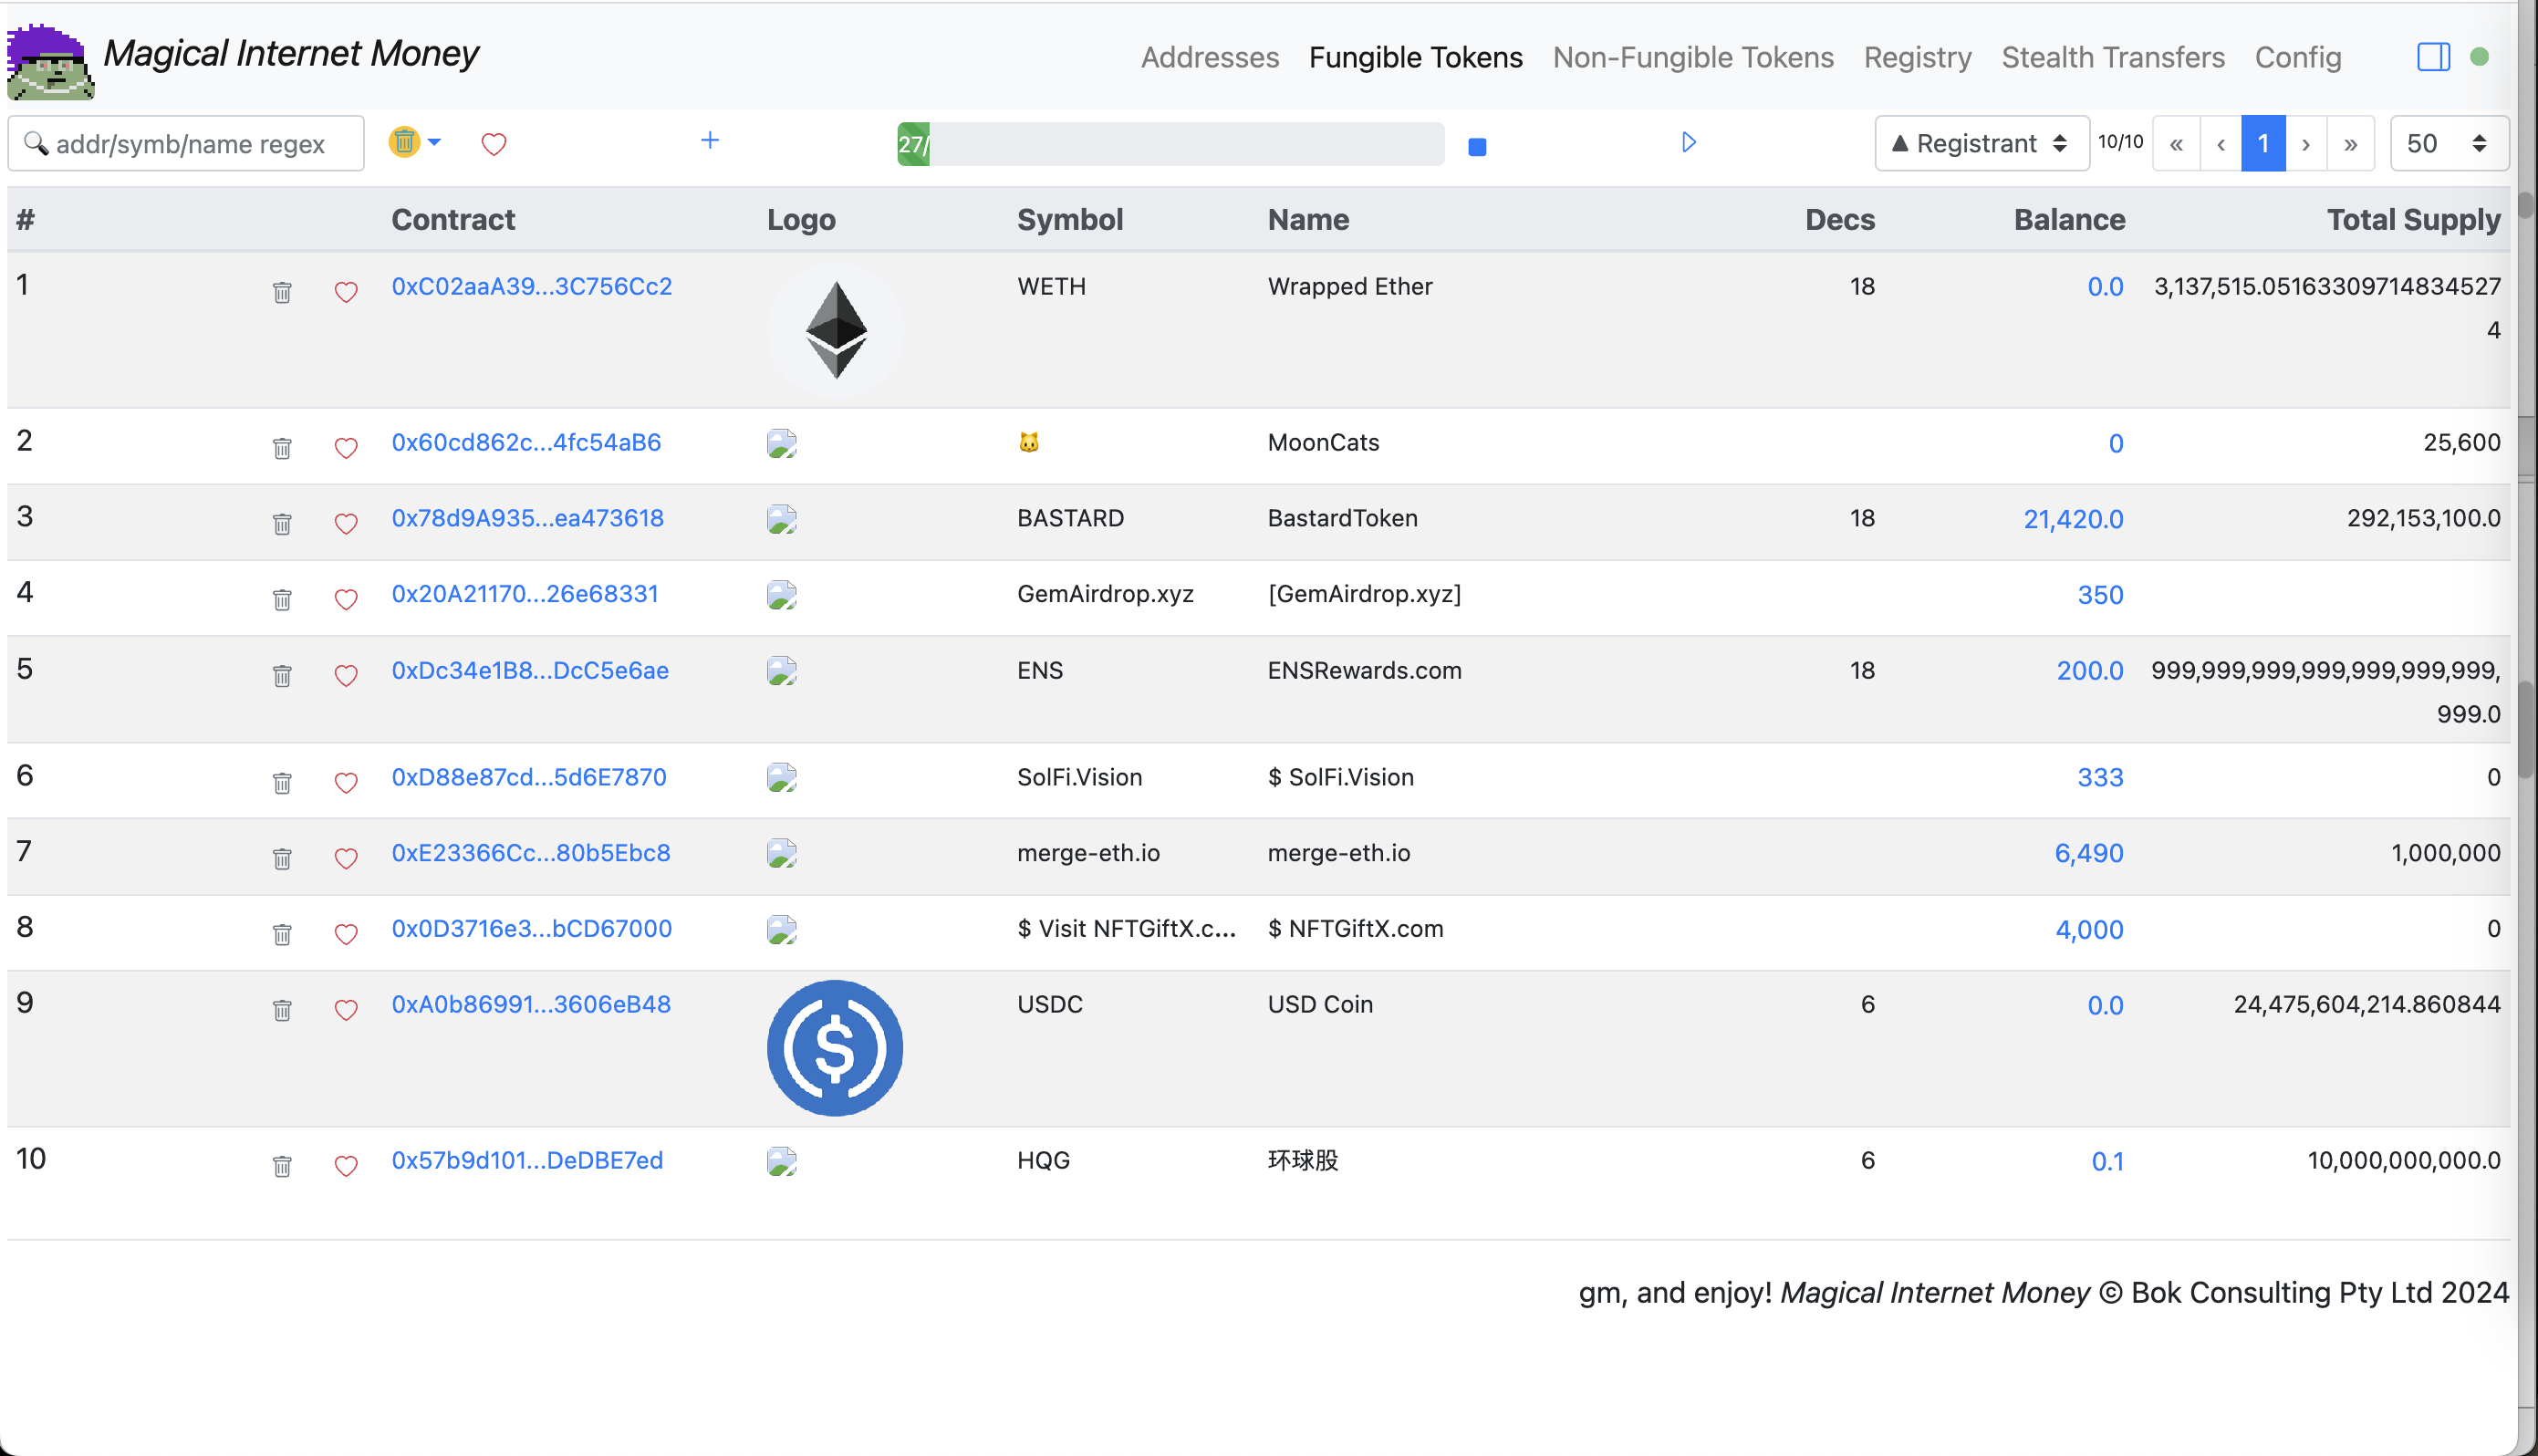 Magical Internet Money
Addresses Fungible Tokens Non-Fungible Tokens Registry Stealth Transfers Config
🔍 addr/symb/name regex 27/ ▲ Registrant 10/10 « ‹ 1 › » 50
# Contract Logo Symbol Name Decs Balance Total Supply
1 0xC02aaA39...3C756Cc2 WETH Wrapped Ether 18 0.0 3,137,515.05163309714834527
4
2 0x60cd862c...4fc54aB6 🐱 MoonCats 0 25,600
3 0x78d9A935...ea473618 BASTARD BastardToken 18 21,420.0 292,153,100.0
4 0x20A21170...26e68331 GemAirdrop.xyz [GemAirdrop.xyz] 350
5 0xDc34e1B8...DcC5e6ae ENS ENSRewards.com 18 200.0 999,999,999,999,999,999,999,
999.0
6 0xD88e87cd...5d6E7870 SolFi.Vision $ SolFi.Vision 333 0
7 0xE23366Cc...80b5Ebc8 merge-eth.io merge-eth.io 6,490 1,000,000
8 0x0D3716e3...bCD67000 $ Visit NFTGiftX.c... $ NFTGiftX.com 4,000 0
9 0xA0b86991...3606eB48 USDC USD Coin 6 0.0 24,475,604,214.860844
10 0x57b9d101...DeDBE7ed HQG 环球股 6 0.1 10,000,000,000.0
gm, and enjoy! Magical Internet Money © Bok Consulting Pty Ltd 2024